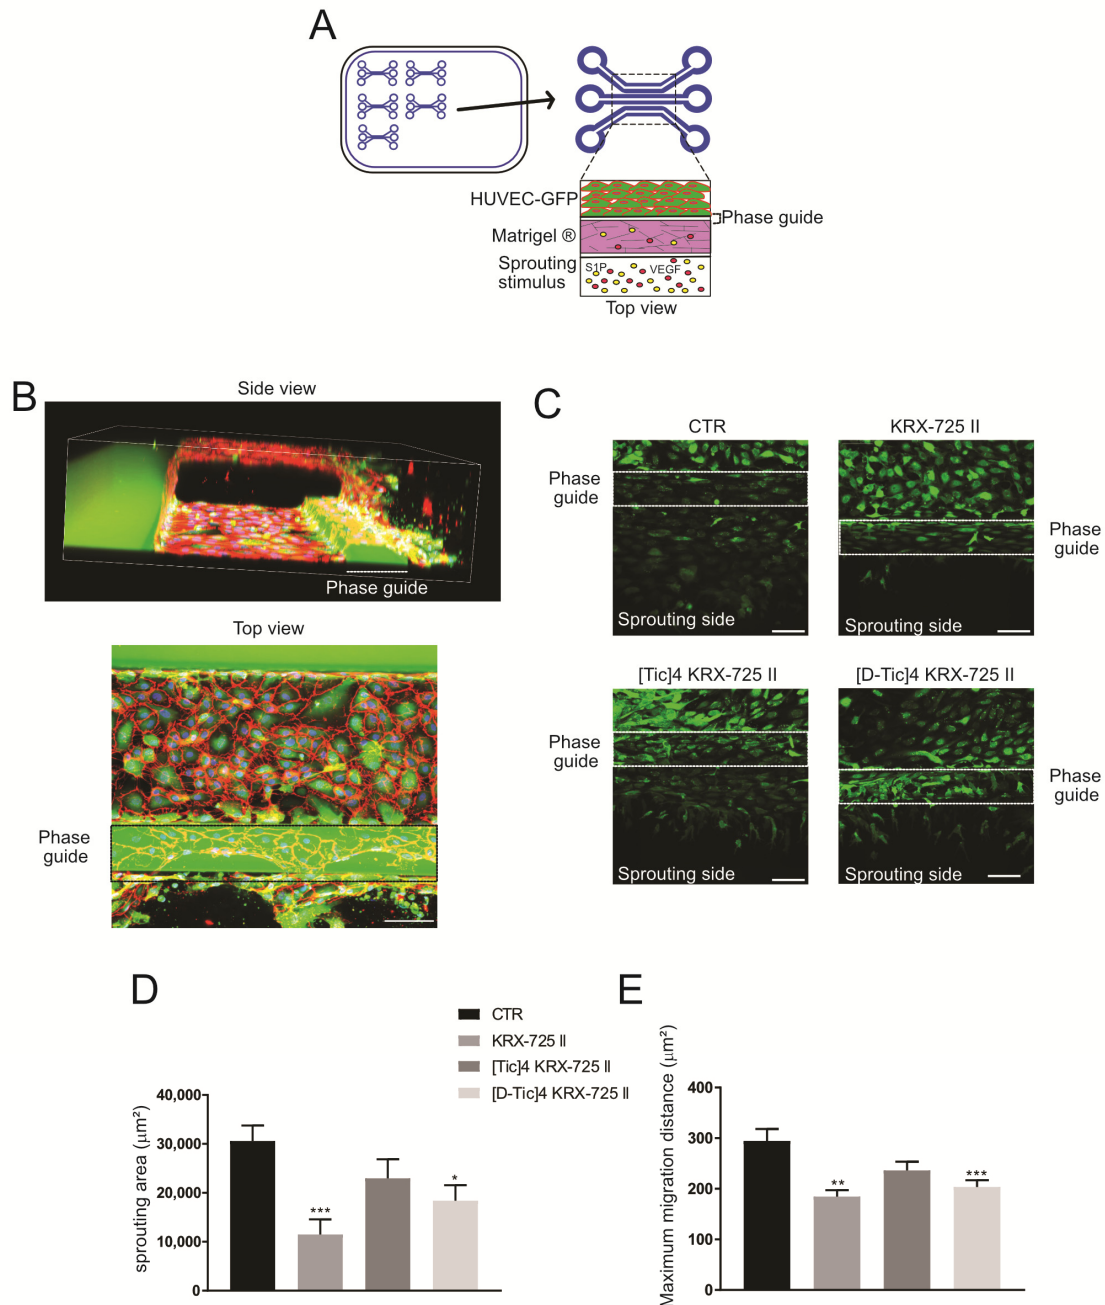 A
HUVEC-GFP
Phase guide
Matrigel ®
Sprouting
stimulus
S1P
VEGF
Top view
B
Side view
Phase guide
Top view
Phase
guide
C
CTR
KRX-725 II
Phase
guide
Phase
guide
Sprouting side
Sprouting side
[Tic]4 KRX-725 II
[D-Tic]4 KRX-725 II
Phase
guide
Phase
guide
Sprouting side
Sprouting side
D
CTR
KRX-725 II
[Tic]4 KRX-725 II
[D-Tic]4 KRX-725 II
sprouting area (µm²)
40,000
30,000
20,000
10,000
0
***
*
E
Maximum migration distance (µm²)
400
300
200
100
0
**
***